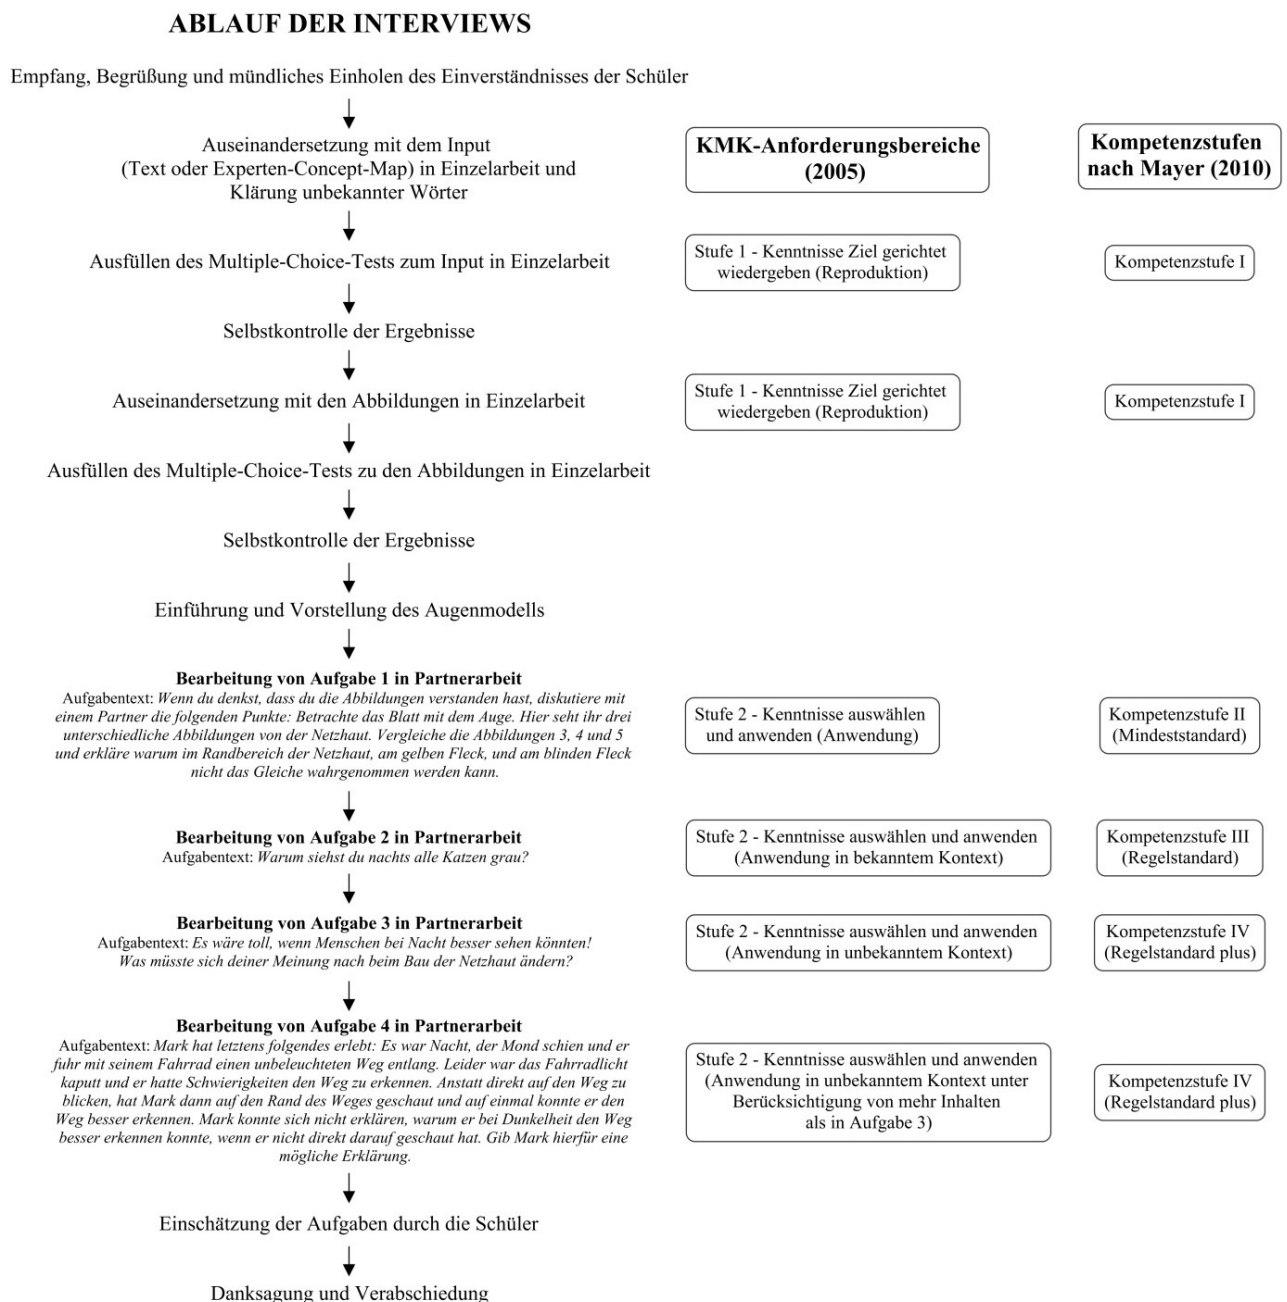 ABLAUF DER INTERVIEWS
Empfang, Begrüßung und mündliches Einholen des Einverständnisses der Schüler
Auseinandersetzung mit dem Input
(Text oder Experten-Concept-Map) in Einzelarbeit und
Klärung unbekannter Wörter
KMK-Anforderungsbereiche
(2005)
Kompetenzstufen
nach Mayer (2010)
Ausfüllen des Multiple-Choice-Tests zum Input in Einzelarbeit
Stufe 1 - Kenntnisse Ziel gerichtet
wiedergeben (Reproduktion)
Kompetenzstufe I
Selbstkontrolle der Ergebnisse
Auseinandersetzung mit den Abbildungen in Einzelarbeit
Stufe 1 - Kenntnisse Ziel gerichtet
wiedergeben (Reproduktion)
Kompetenzstufe I
Ausfüllen des Multiple-Choice-Tests zu den Abbildungen in Einzelarbeit
Selbstkontrolle der Ergebnisse
Einführung und Vorstellung des Augenmodells
Bearbeitung von Aufgabe 1 in Partnerarbeit
Aufgabentext: Wenn du denkst, dass du die Abbildungen verstanden hast, diskutiere mit
einem Partner die folgenden Punkte: Betrachte das Blatt mit dem Auge. Hier seht ihr drei
unterschiedliche Abbildungen von der Netzhaut. Vergleiche die Abbildungen 3, 4 und 5
und erkläre warum im Randbereich der Netzhaut, am gelben Fleck, und am blinden Fleck
nicht das Gleiche wahrgenommen werden kann.
Stufe 2 - Kenntnisse auswählen
und anwenden (Anwendung)
Kompetenzstufe II
(Mindeststandard)
Bearbeitung von Aufgabe 2 in Partnerarbeit
Aufgabentext: Warum siehst du nachts alle Katzen grau?
Stufe 2 - Kenntnisse auswählen und anwenden
(Anwendung in bekanntem Kontext)
Kompetenzstufe III
(Regelstandard)
Bearbeitung von Aufgabe 3 in Partnerarbeit
Aufgabentext: Es wäre toll, wenn Menschen bei Nacht besser sehen könnten!
Was müsste sich deiner Meinung nach beim Bau der Netzhaut ändern?
Stufe 2 - Kenntnisse auswählen und anwenden
(Anwendung in unbekanntem Kontext)
Kompetenzstufe IV
(Regelstandard plus)
Bearbeitung von Aufgabe 4 in Partnerarbeit
Aufgabentext: Mark hat letztens folgendes erlebt: Es war Nacht, der Mond schien und er
fuhr mit seinem Fahrrad einen unbeleuchteten Weg entlang. Leider war das Fahrradlicht
kaputt und er hatte Schwierigkeiten den Weg zu erkennen. Anstatt direkt auf den Weg zu
blicken, hat Mark dann auf den Rand des Weges geschaut und auf einmal konnte er den
Weg besser erkennen. Mark konnte sich nicht erklären, warum er bei Dunkelheit den Weg
besser erkennen konnte, wenn er nicht direkt darauf geschaut hat. Gib Mark hierfür eine
mögliche Erklärung.
Stufe 2 - Kenntnisse auswählen und anwenden
(Anwendung in unbekanntem Kontext unter
Berücksichtigung von mehr Inhalten
als in Aufgabe 3)
Kompetenzstufe IV
(Regelstandard plus)
Einschätzung der Aufgaben durch die Schüler
Danksagung und Verabschiedung